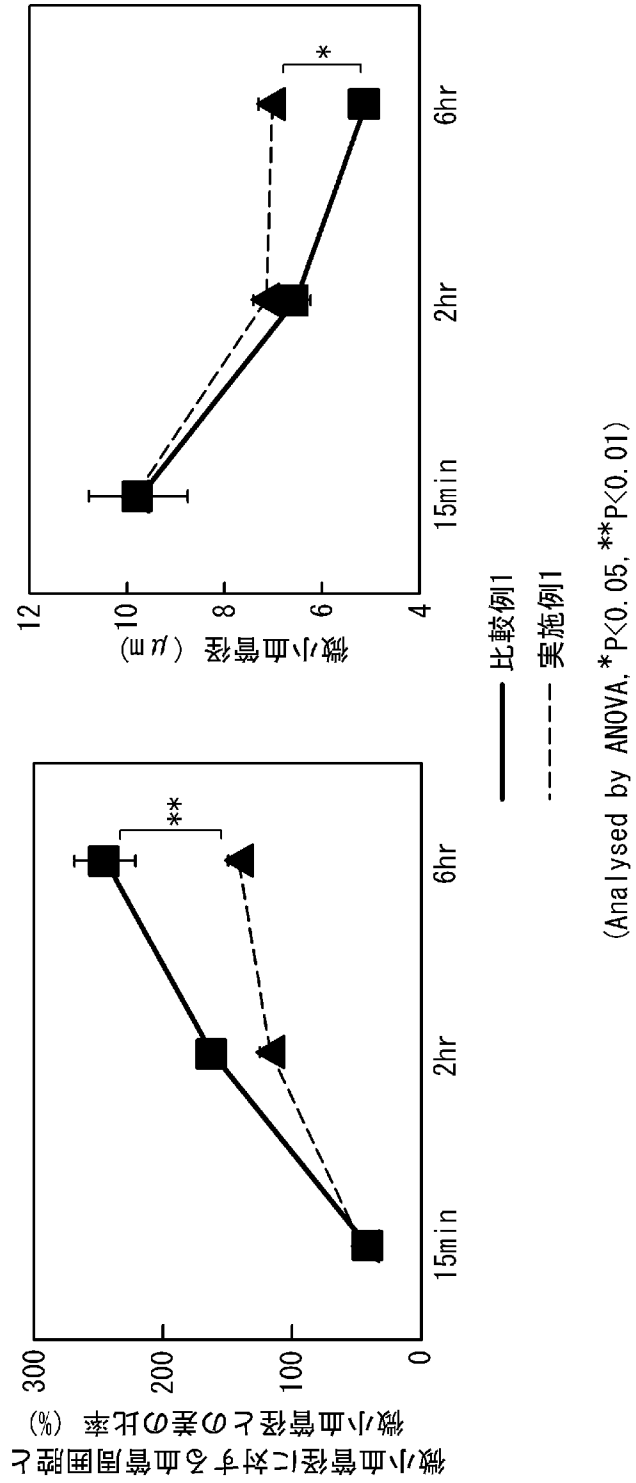 微小血管径に対する血管周囲腔と
微小血管径との差の比率 (%)
300
200
100
0
15min
2hr
6hr
**
微小血管径 (μm)
12
10
8
6
4
15min
2hr
6hr
*
比較例1
実施例1
(Analysed by ANOVA, *P<0.05, **P<0.01)